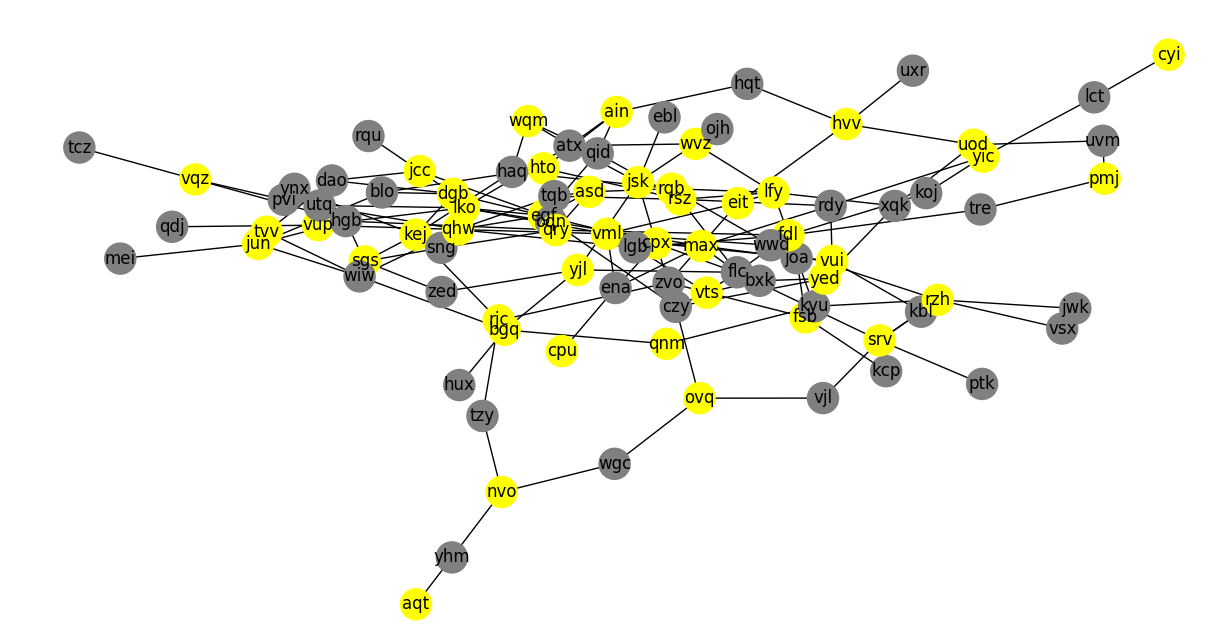 cyi
uxr
hqt
lct
ain
ebl
wqm
hvv
ojh
rqu
uvm
wvz
uod
tcz
atx
qid
yic
hto
jcc
haq
vqz
dao
jsk
pmj
ynx
blo
dgb
tqb
asd
rqb
lfy
koj
pvi
utq
lko
rsz
eit
rdy
xqk
tre
hgb
vup
egf
qry
qdj
tvv
kej
qhw
vml
fdl
jun
sng
lgb
cpx
max
wwd
joa
mei
sgs
vui
wiw
yjl
flc
yed
zed
ena
zvo
bxk
vts
czy
kyu
rzh
jwk
ric
bgq
fsb
kbl
vsx
cpu
qnm
srv
hux
kcp
ptk
tzy
ovq
vjl
wgc
nvo
yhm
aqt